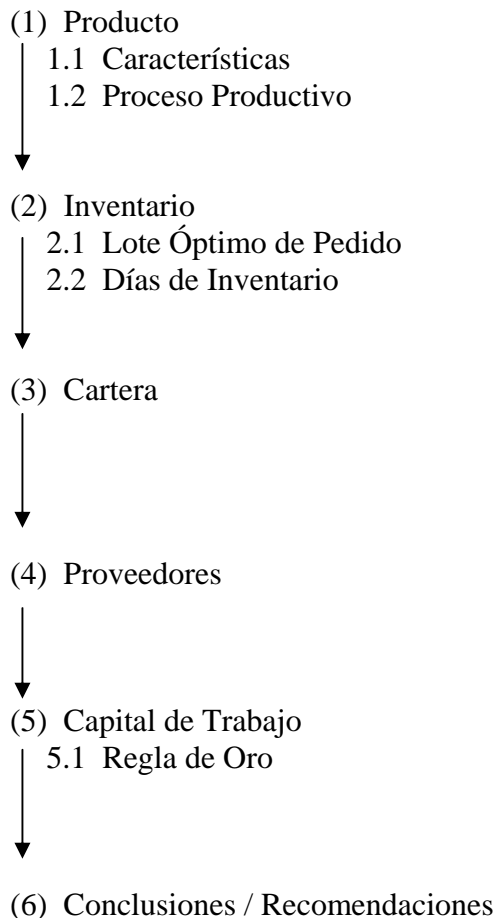 (1) Producto
1.1 Características
1.2 Proceso Productivo
(2) Inventario
2.1 Lote Óptimo de Pedido
2.2 Días de Inventario
(3) Cartera
(4) Proveedores
(5) Capital de Trabajo
5.1 Regla de Oro
(6) Conclusiones / Recomendaciones